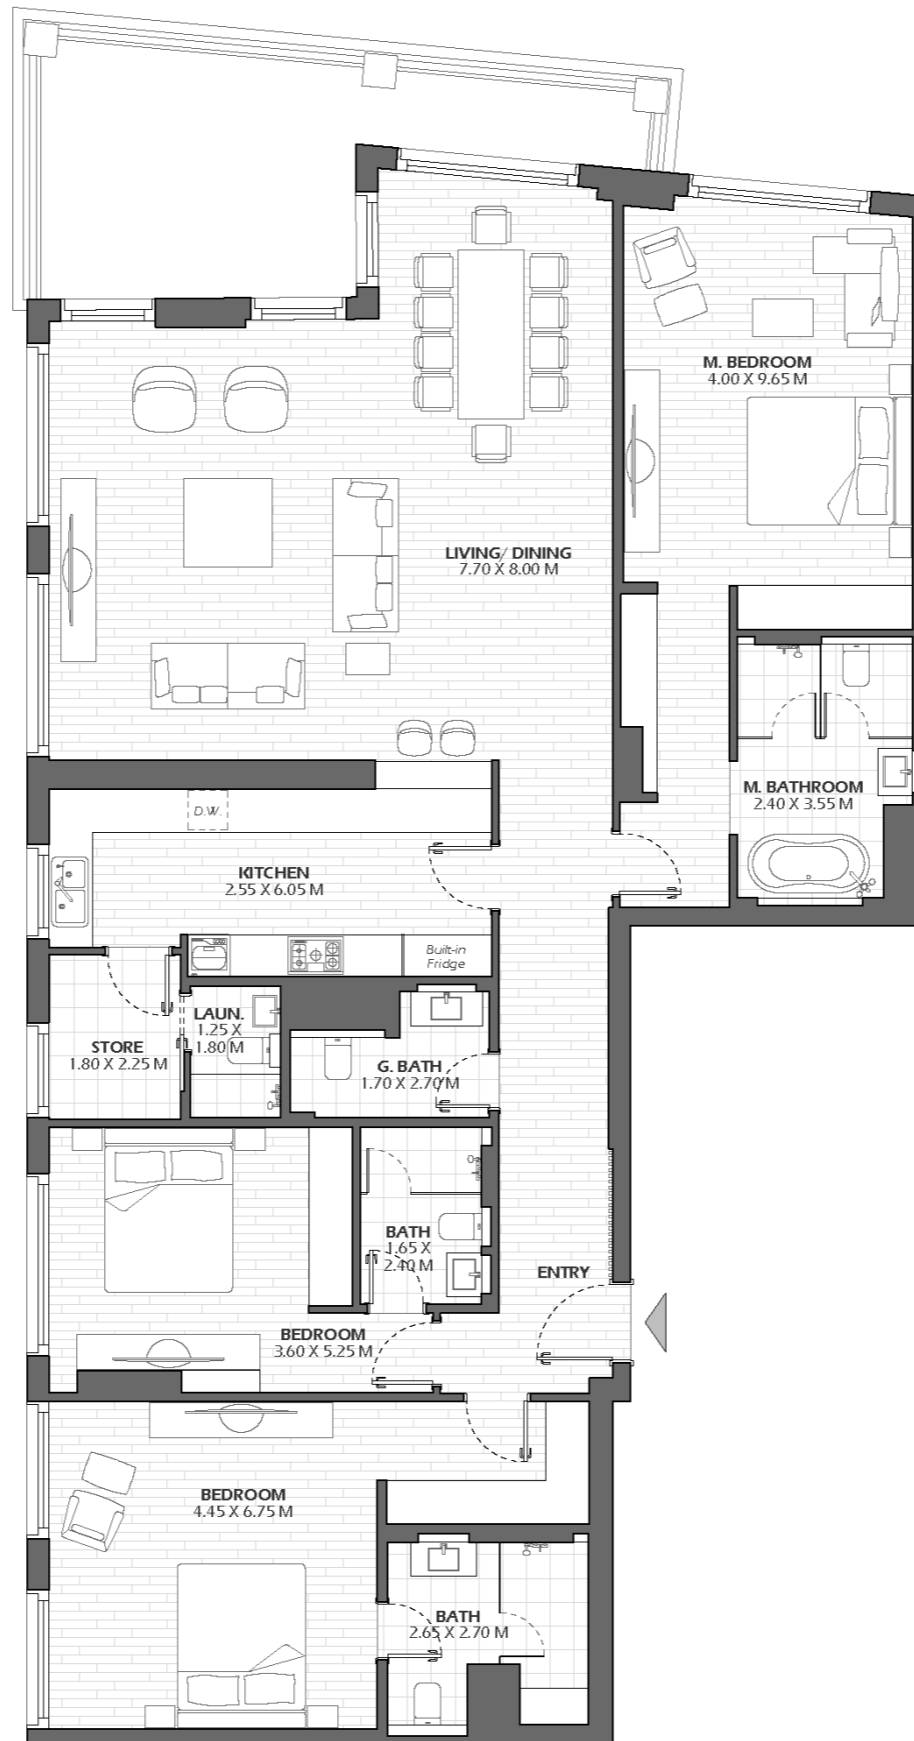 M. BEDROOM
4.00 X 9.65 M
LIVING/ DINING
7.70 X 8.00 M
M. BATHROOM
2.40 X 3.55 M
D.W.
KITCHEN
2.55 X 6.05 M
Built-in
Fridge
LAUN.
1.25 X
1.80 M
STORE
1.80 X 2.25 M
G. BATH
1.70 X 2.70 M
BATH
1.65 X
2.40 M
ENTRY
BEDROOM
3.60 X 5.25 M
BEDROOM
4.45 X 6.75 M
BATH
2.65 X 2.70 M